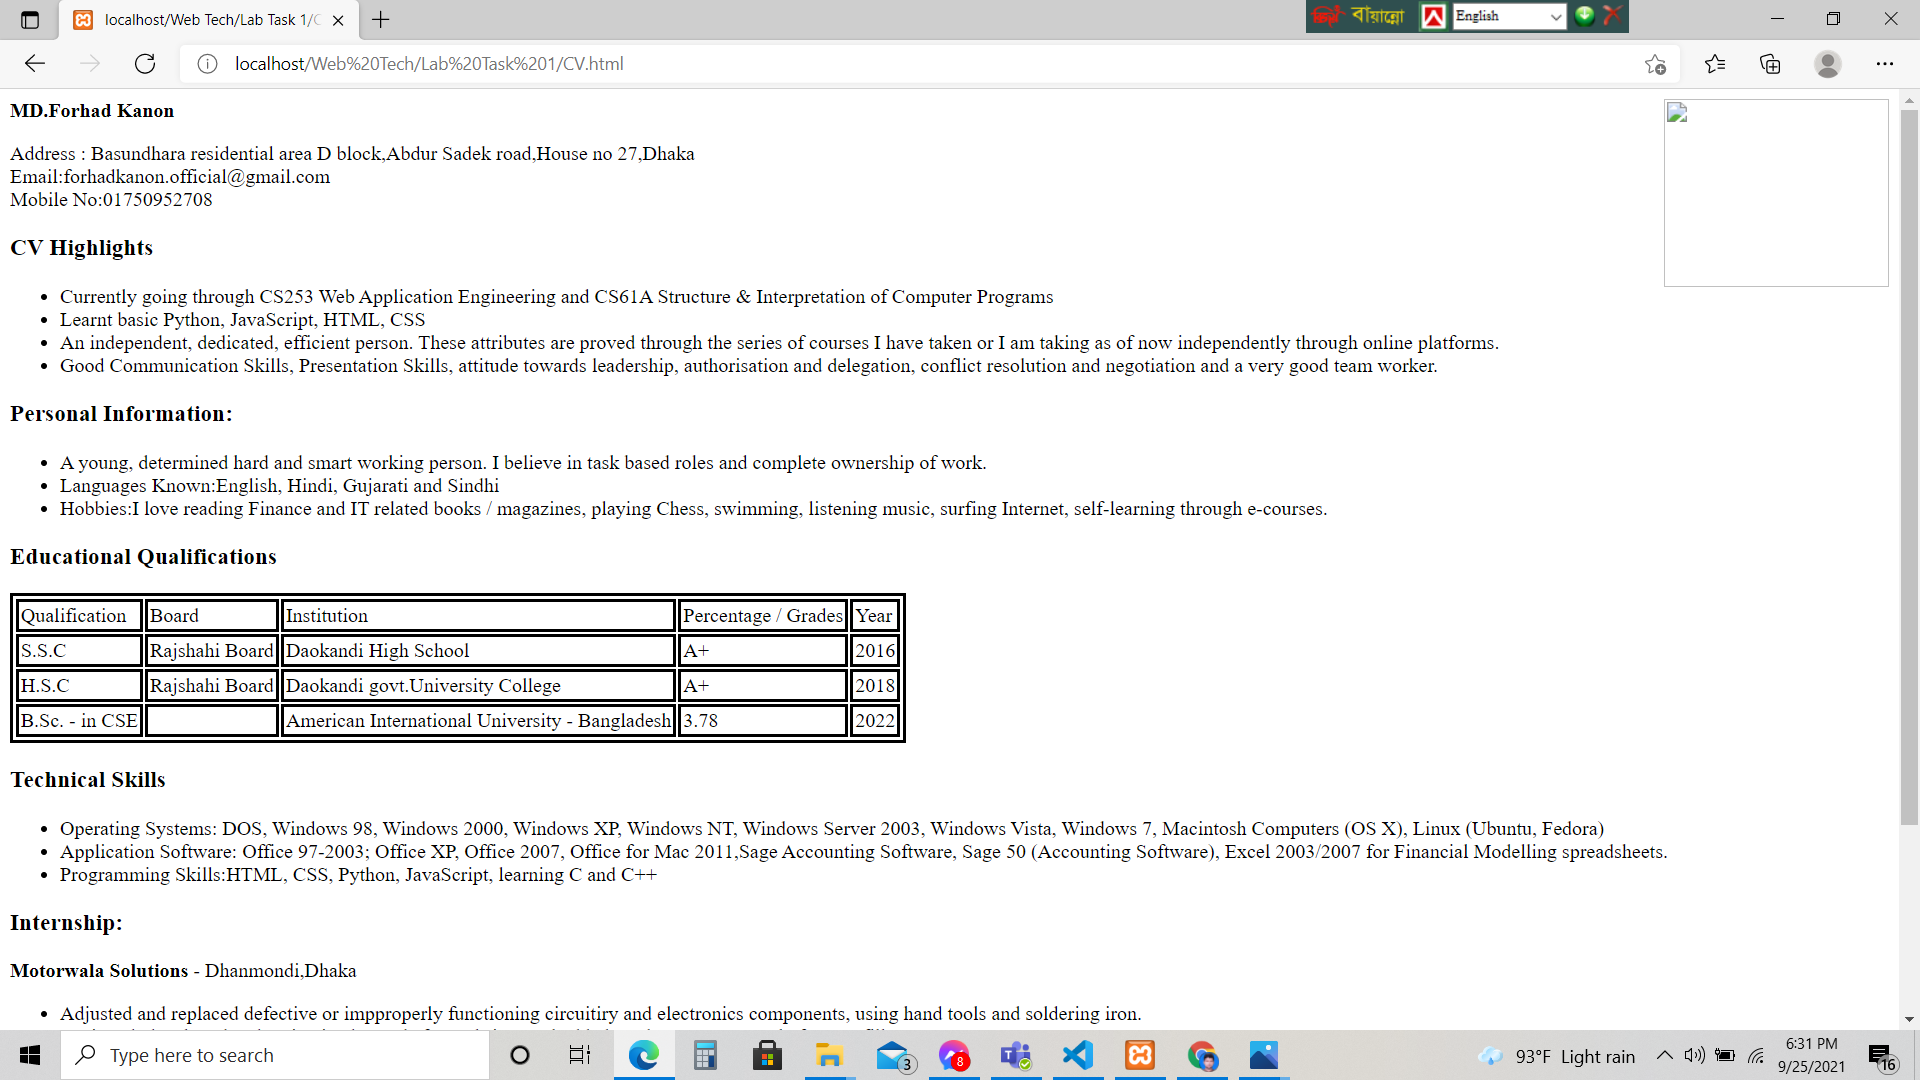 localhost/Web Tech/Lab Task 1/C
বায়ান্নো
English
localhost/Web%20Tech/Lab%20Task%201/CV.html
MD.Forhad Kanon
Address : Basundhara residential area D block,Abdur Sadek road,House no 27,Dhaka
Email:forhadkanon.official@gmail.com
Mobile No:01750952708
CV Highlights
Currently going through CS253 Web Application Engineering and CS61A Structure & Interpretation of Computer Programs
Learnt basic Python, JavaScript, HTML, CSS
An independent, dedicated, efficient person. These attributes are proved through the series of courses I have taken or I am taking as of now independently through online platforms.
Good Communication Skills, Presentation Skills, attitude towards leadership, authorisation and delegation, conflict resolution and negotiation and a very good team worker.
Personal Information:
A young, determined hard and smart working person. I believe in task based roles and complete ownership of work.
Languages Known:English, Hindi, Gujarati and Sindhi
Hobbies:I love reading Finance and IT related books / magazines, playing Chess, swimming, listening music, surfing Internet, self-learning through e-courses.
Educational Qualifications
Qualification Board Institution Percentage / Grades Year
S.S.C Rajshahi Board Daokandi High School A+ 2016
H.S.C Rajshahi Board Daokandi govt.University College A+ 2018
B.Sc. - in CSE American International University - Bangladesh 3.78 2022
Technical Skills
Operating Systems: DOS, Windows 98, Windows 2000, Windows XP, Windows NT, Windows Server 2003, Windows Vista, Windows 7, Macintosh Computers (OS X), Linux (Ubuntu, Fedora)
Application Software: Office 97-2003; Office XP, Office 2007, Office for Mac 2011,Sage Accounting Software, Sage 50 (Accounting Software), Excel 2003/2007 for Financial Modelling spreadsheets.
Programming Skills:HTML, CSS, Python, JavaScript, learning C and C++
Internship:
Motorwala Solutions - Dhanmondi,Dhaka
Adjusted and replaced defective or impproperly functioning circuitiry and electronics components, using hand tools and soldering iron.
Type here to search
3
8
93°F Light rain
6:31 PM
9/25/2021
16